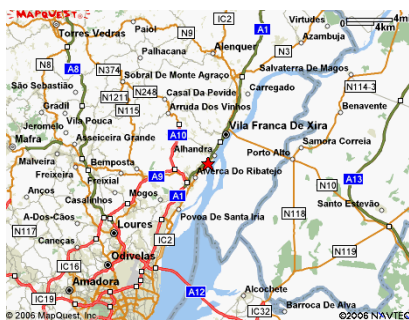 MAPQUEST
Torres Vedras
Paiol
IC2
A1
Virtudes
4mi
4km
N9
Palhacana
Alenquer
Azambuja
N3
N8
A8
N374
Sobral De Monte Agraço
Salvaterra De Magos
São Sebastião
N248
Casal Da Pevide
Carregado
N114-3
Gradil
N1211
Arruda Dos Vinhos
Benavente
N115
Jeromelo
Vila Pouca
A10
Vila Franca De Xira
Mafra
Asseiceira Grande
Samora Correia
Alhandra
Porto Alto
Malveira
Bemposta
Freixeira
Freixial
A9
Alverca Do Ribatejo
N10
A13
Anços
Casalinhos
Mogos
A1
Santo Estevão
A-Dos-Cãos
Povoa De Santa Iria
N118
N117
Loures
Caneças
IC2
N119
Odivelas
IC16
Amadora
A12
Alcochete
IC19
IC32
Barroca De Alva
© 2006 MapQuest, Inc.
©2006 NAVTEQ